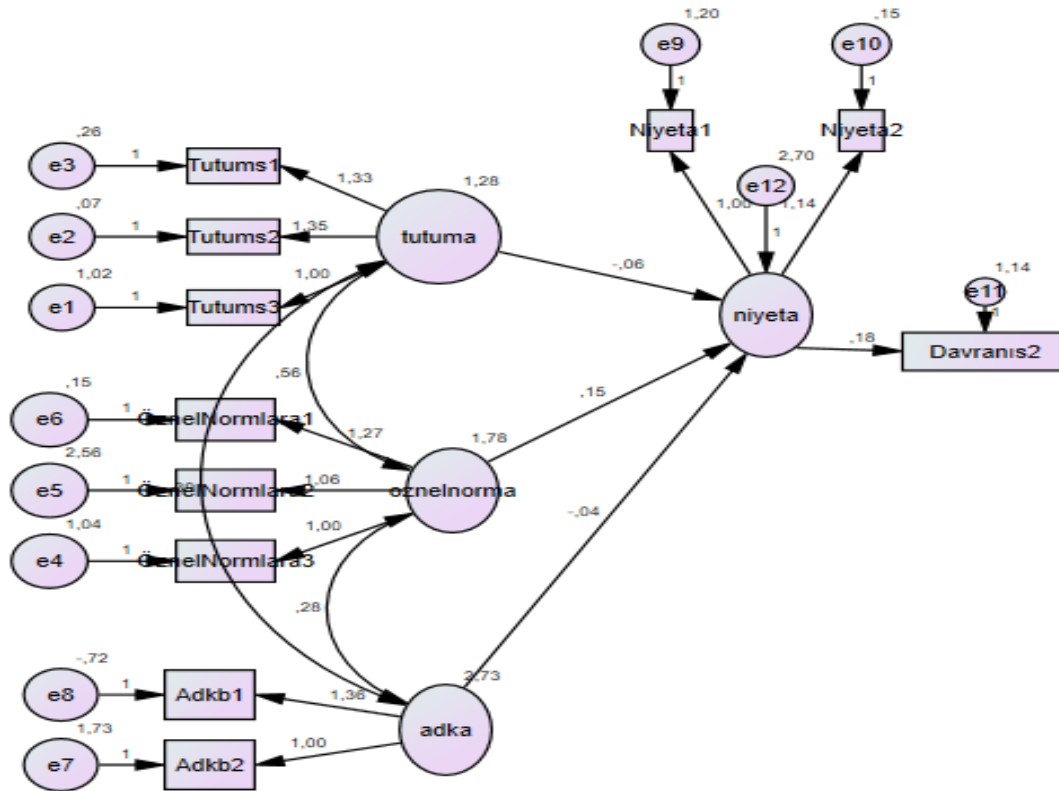 1,20
,15
e9
e10
1
1
Niyeta1
Niyeta2
,26
2,70
e3
1
Tutums1
1,33
1,28
e12
,07
1,00
1,14
e2
1
Tutums2
1,35
tutuma
1
1,02
-,06
1,14
e1
1
Tutums3
1,00
niyeta
e11
1
,18
Davranıs2
,56
,15
,15
e6
1
ÖznelNormlara1
1,27
1,78
2,56
e5
1
ÖznelNormlara2
1,06
oznelnorma
1,04
-,04
e4
1
ÖznelNormlara3
1,00
,28
-,72
2,73
e8
1
Adkb1
1,36
adka
1,73
e7
1
Adkb2
1,00